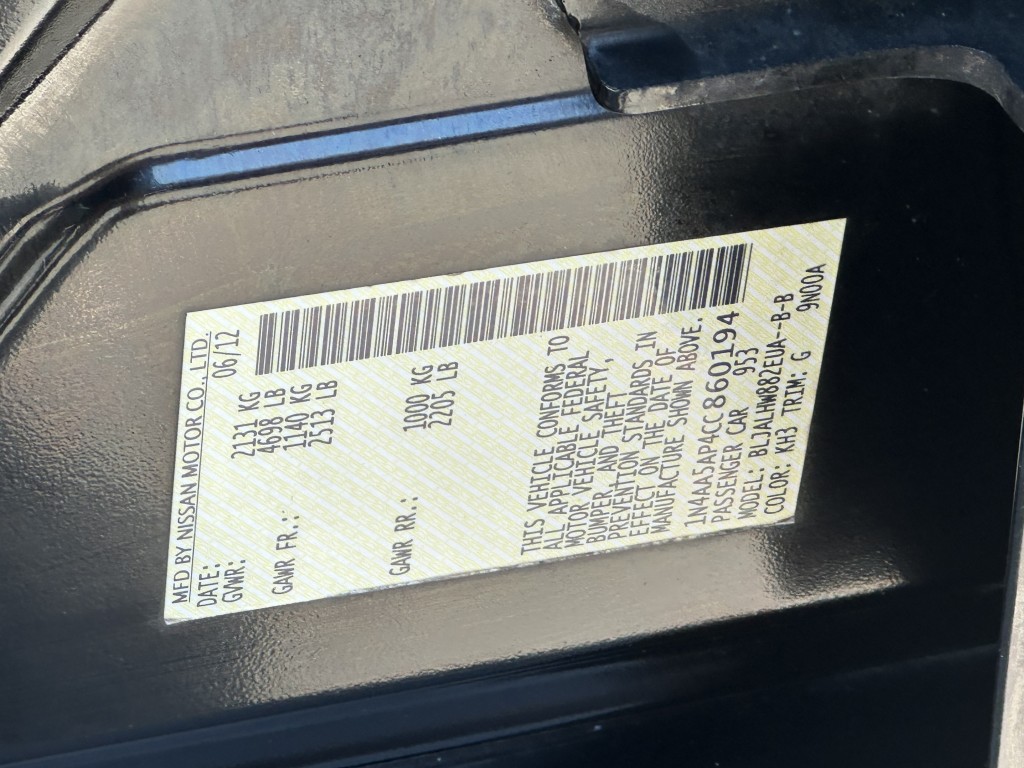 MFD BY NISSAN MOTOR CO., LTD.
DATE: 06/12
GVWR: 2131 KG
4698 LB
GAWR FR.: 1140 KG
2513 LB
GAWR RR.: 1000 KG
2205 LB
THIS VEHICLE CONFORMS TO
ALL APPLICABLE FEDERAL
MOTOR VEHICLE SAFETY,
BUMPER, AND THEFT
PREVENTION STANDARDS IN
EFFECT ON THE DATE OF
MANUFACTURE SHOWN ABOVE.
1N4AA5AP4CC860194
PASSENGER CAR 953
MODEL: BLJALHWB82EUA--B-B
COLOR: KH3 TRIM: G 9N00A